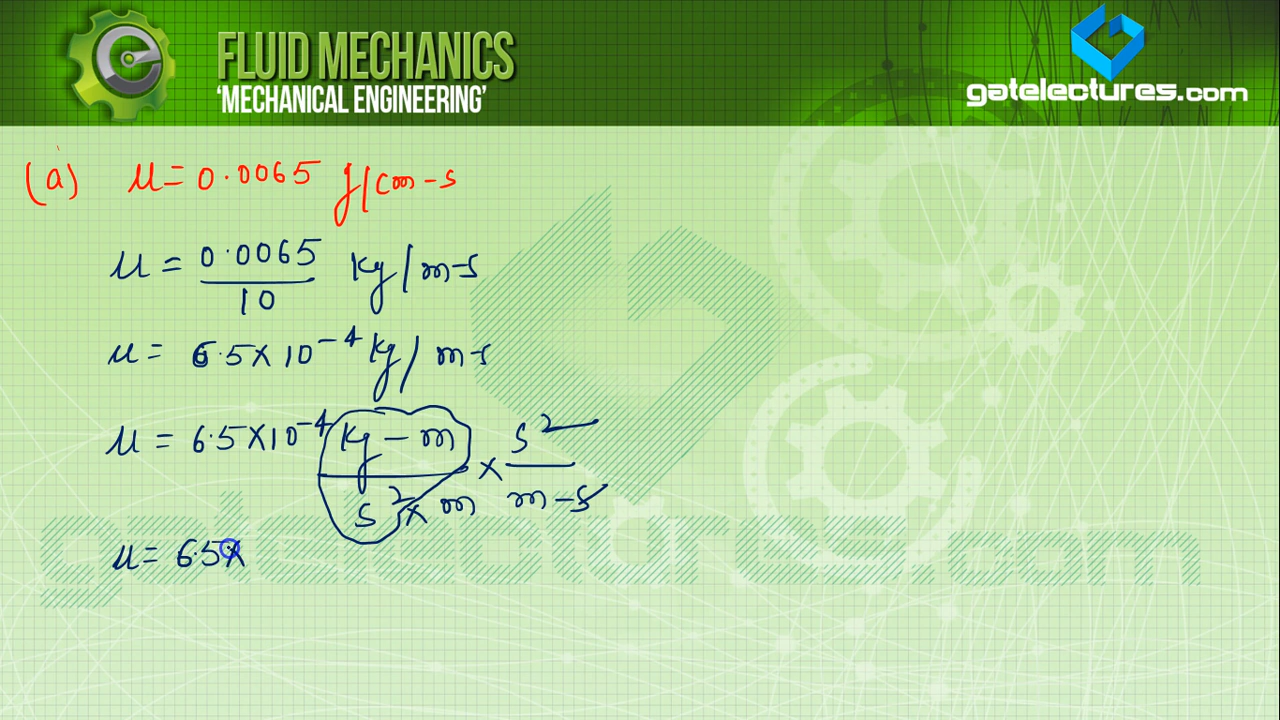 FLUID MECHANICS
'MECHANICAL ENGINEERING'
gatelectures.com
(a) μ = 0.0065 g/cm-s
μ = 0.0065/10 kg/m-s
μ = 6.5×10⁻⁴ kg/m-s
μ = 6.5×10⁻⁴ kg-m/s²×m × s²/m-s
μ = 6.5×
gatelectures.com